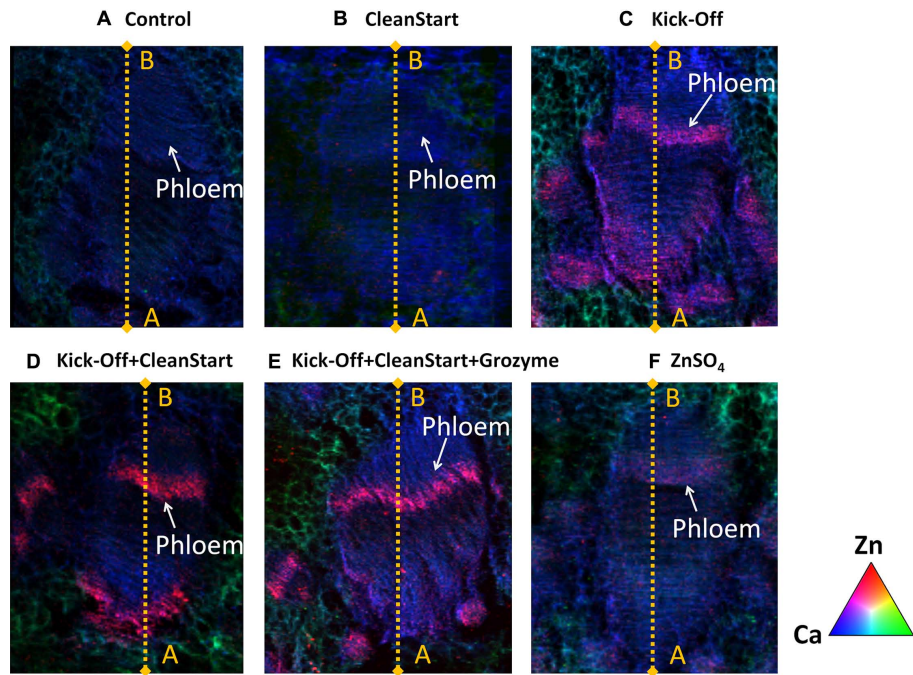 A Control
B CleanStart
C Kick-Off
B
B
B
Phloem
Phloem
Phloem
A
A
A
D Kick-Off+CleanStart
E Kick-Off+CleanStart+Grozyme
F ZnSO₄
B
B
B
Phloem
Phloem
Phloem
A
A
A
Zn
Ca